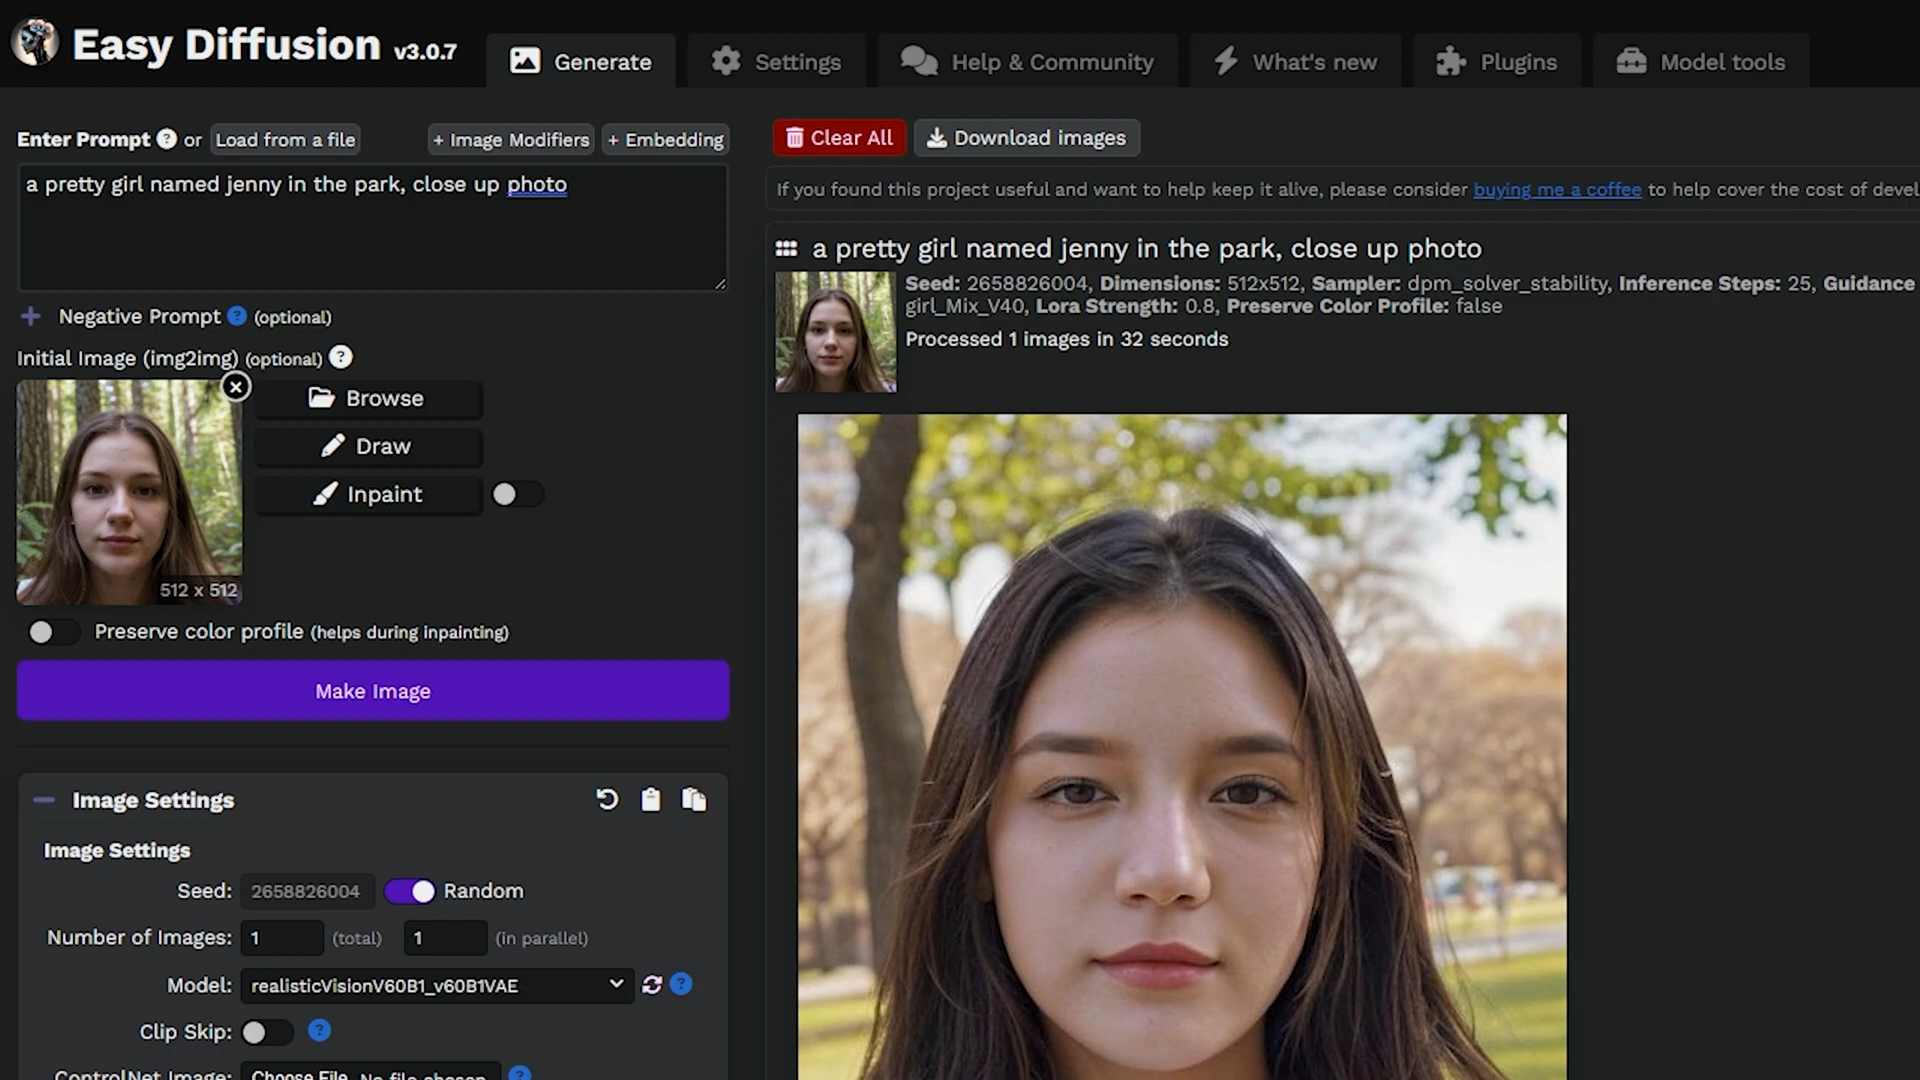 Easy Diffusion v3.0.7
Generate
Settings
Help & Community
What's new
Plugins
Model tools
Enter Prompt ? or Load from a file
+ Image Modifiers
+ Embedding
a pretty girl named jenny in the park, close up photo
+ Negative Prompt ? (optional)
Initial Image (img2img) (optional) ?
Browse
Draw
Inpaint
512 x 512
Preserve color profile (helps during inpainting)
Make Image
Image Settings
Image Settings
Seed: 2658826004 Random
Number of Images: 1 (total) 1 (in parallel)
Model: realisticVisionV60B1_v60B1VAE ?
Clip Skip: ?
ControlNet Image: Choose File No file chosen ?
Clear All
Download images
If you found this project useful and want to help keep it alive, please consider buying me a coffee to help cover the cost of devel
a pretty girl named jenny in the park, close up photo
Seed: 2658826004, Dimensions: 512x512, Sampler: dpm_solver_stability, Inference Steps: 25, Guidance
girl_Mix_V40, Lora Strength: 0.8, Preserve Color Profile: false
Processed 1 images in 32 seconds